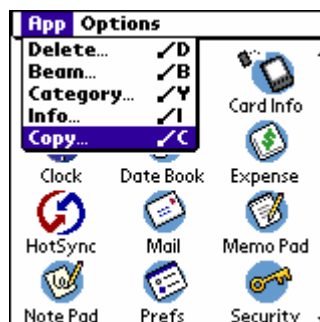 App Options
Delete... /D
Beam... /B
Category... /Y
Info... /I
Copy... /C
Card Info
Clock Date Book Expense
HotSync Mail Memo Pad
Note Pad Prefs Security